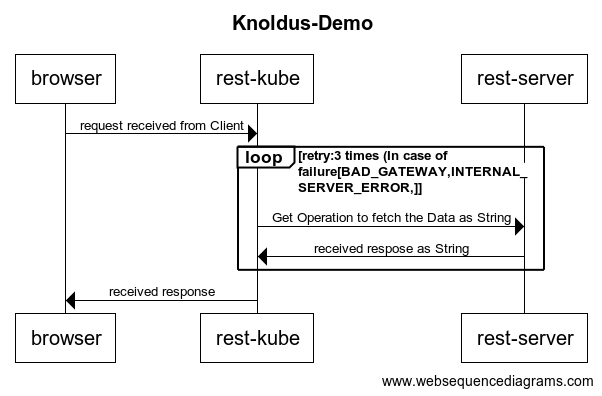 Knoldus-Demo
browser
rest-kube
rest-server
request received from Client
loop
[retry:3 times (In case of
failure[BAD_GATEWAY,INTERNAL_
SERVER_ERROR,]]
Get Operation to fetch the Data as String
received respose as String
received response
browser
rest-kube
rest-server
www.websequencediagrams.com